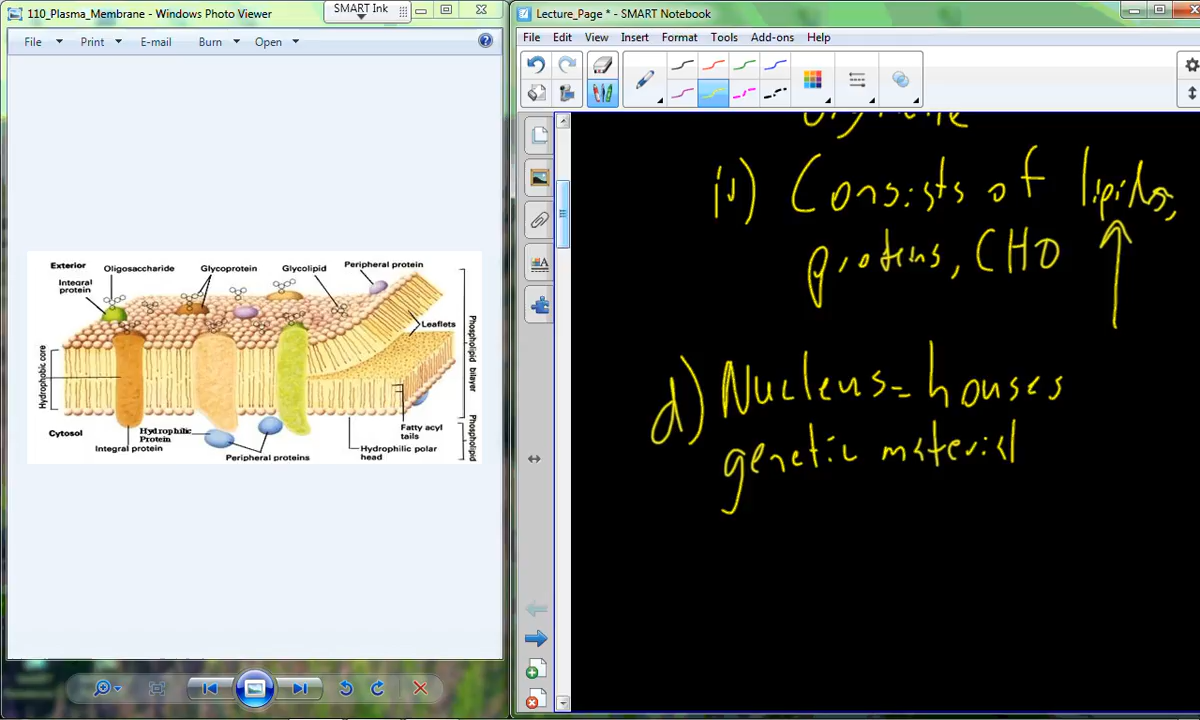 110_Plasma_Membrane - Windows Photo Viewer
SMART Ink
File Print E-mail Burn Open
Exterior
Oligosaccharide
Glycoprotein
Glycolipid
Peripheral protein
Integral
protein
Leaflets
Hydrophobic core
Phospholipid bilayer
Cytosol
Hydrophilic
Protein
Integral protein
Peripheral proteins
Fatty acyl
tails
Hydrophilic polar
head
Phospholipid
Lecture_Page * - SMART Notebook
File Edit View Insert Format Tools Add-ons Help
iv) Consists of lipids,
proteins, CHO
d) Nucleus = houses
genetic material